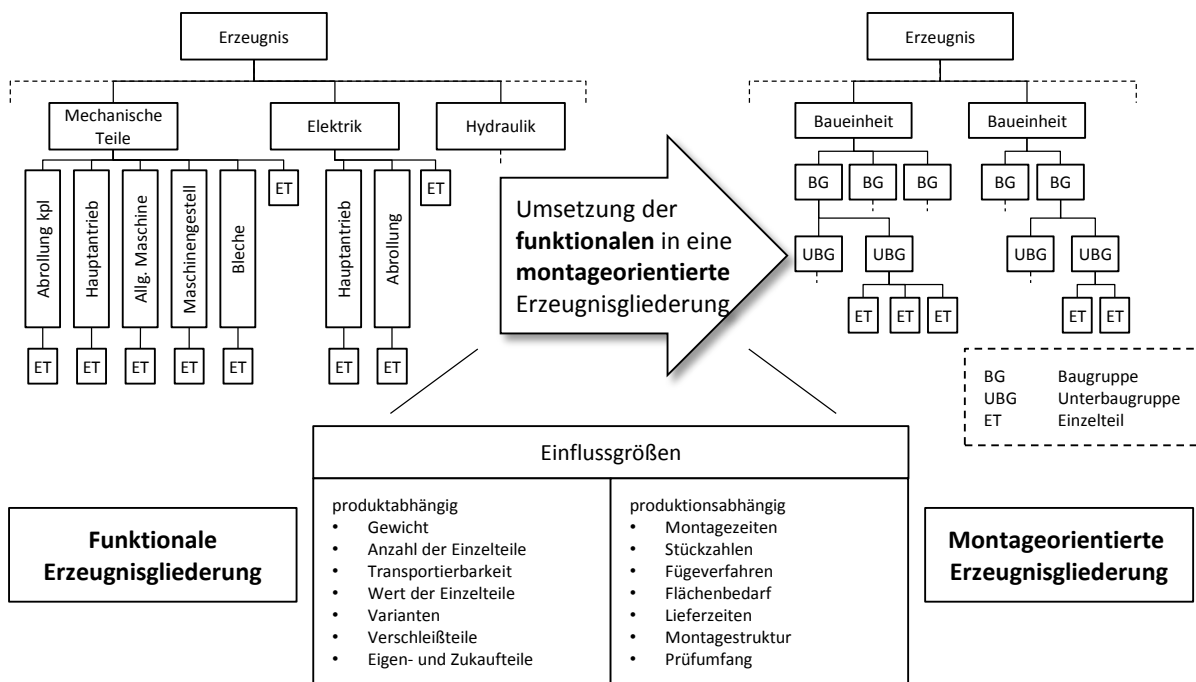 Erzeugnis
Mechanische
Teile
Elektrik
Hydraulik
Abrollung kpl
Hauptantrieb
Allg. Maschine
Maschinengestell
Bleche
ET
Hauptantrieb
Abrollung
ET
ET
ET
ET
ET
ET
ET
ET
Umsetzung der
funktionalen in eine
montageorientierte
Erzeugnisgliederung
Erzeugnis
Baueinheit
Baueinheit
BG
BG
BG
BG
BG
UBG
UBG
UBG
UBG
ET
ET
ET
ET
ET
BG Baugruppe
UBG Unterbaugruppe
ET Einzelteil
Funktionale
Erzeugnisgliederung
Einflussgrößen
produktabhängig
• Gewicht
• Anzahl der Einzelteile
• Transportierbarkeit
• Wert der Einzelteile
• Varianten
• Verschleißteile
• Eigen- und Zukaufteile
produktionsabhängig
• Montagezeiten
• Stückzahlen
• Fügeverfahren
• Flächenbedarf
• Lieferzeiten
• Montagestruktur
• Prüfumfang
Montageorientierte
Erzeugnisgliederung